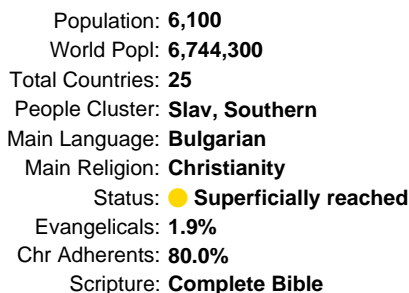 Population: 6,100
World Popl: 6,744,300
Total Countries: 25
People Cluster: Slav, Southern
Main Language: Bulgarian
Main Religion: Christianity
Status: Superficially reached
Evangelicals: 1.9%
Chr Adherents: 80.0%
Scripture: Complete Bible